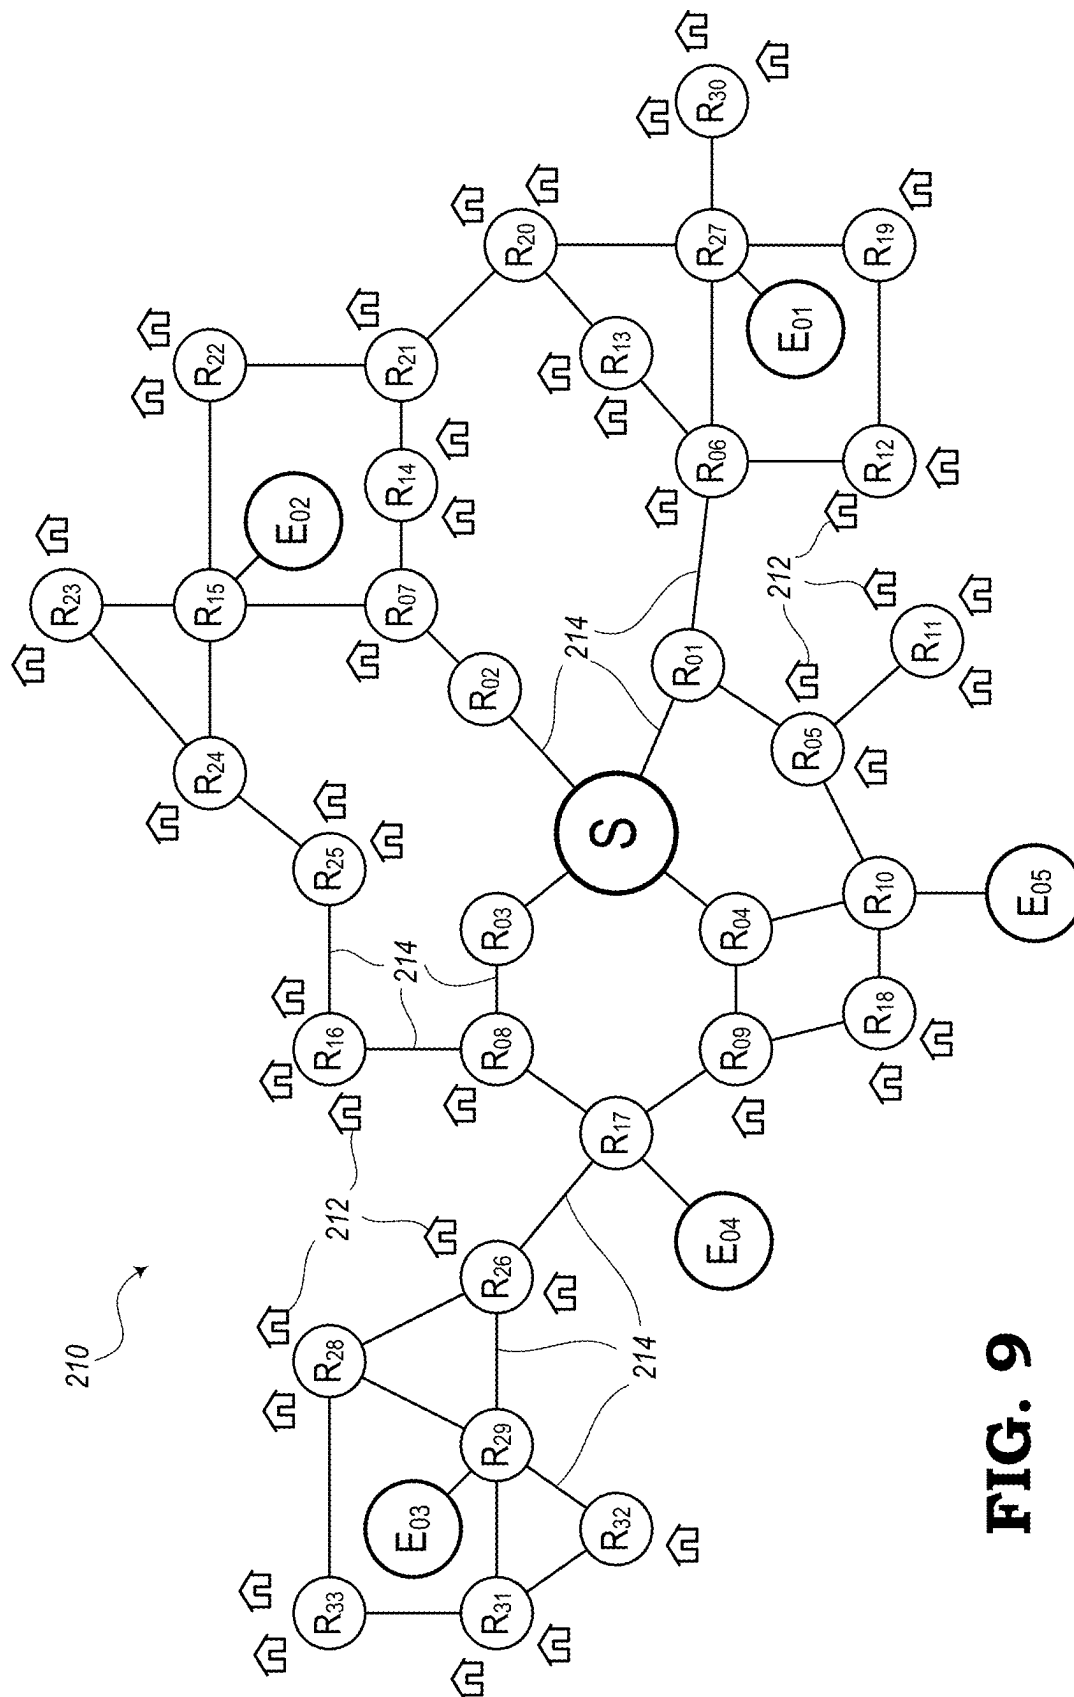 R23
210
R24
R15
R22
E02
R33
R28
R16
R25
212
R07
R14
R21
214
E03
R02
R31
R29
R26
R08
R03
R20
214
R32
R17
S
R13
214
R01
R06
R27
R30
E04
R09
R04
212
E01
R05
R18
R10
R12
R19
R11
FIG. 9
E05